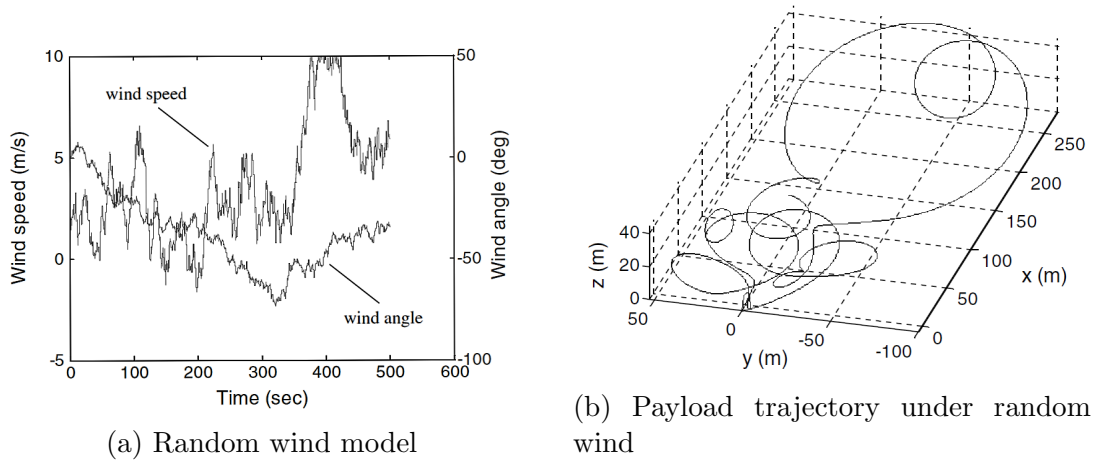 10
5
0
-5
Wind speed (m/s)
wind speed
wind angle
50
0
-50
-100
Wind angle (deg)
0
100
200
300
400
500
600
Time (sec)
(a) Random wind model
40
20
0
z (m)
50
0
-50
-100
y (m)
0
50
100
150
200
250
x (m)
(b) Payload trajectory under random
wind